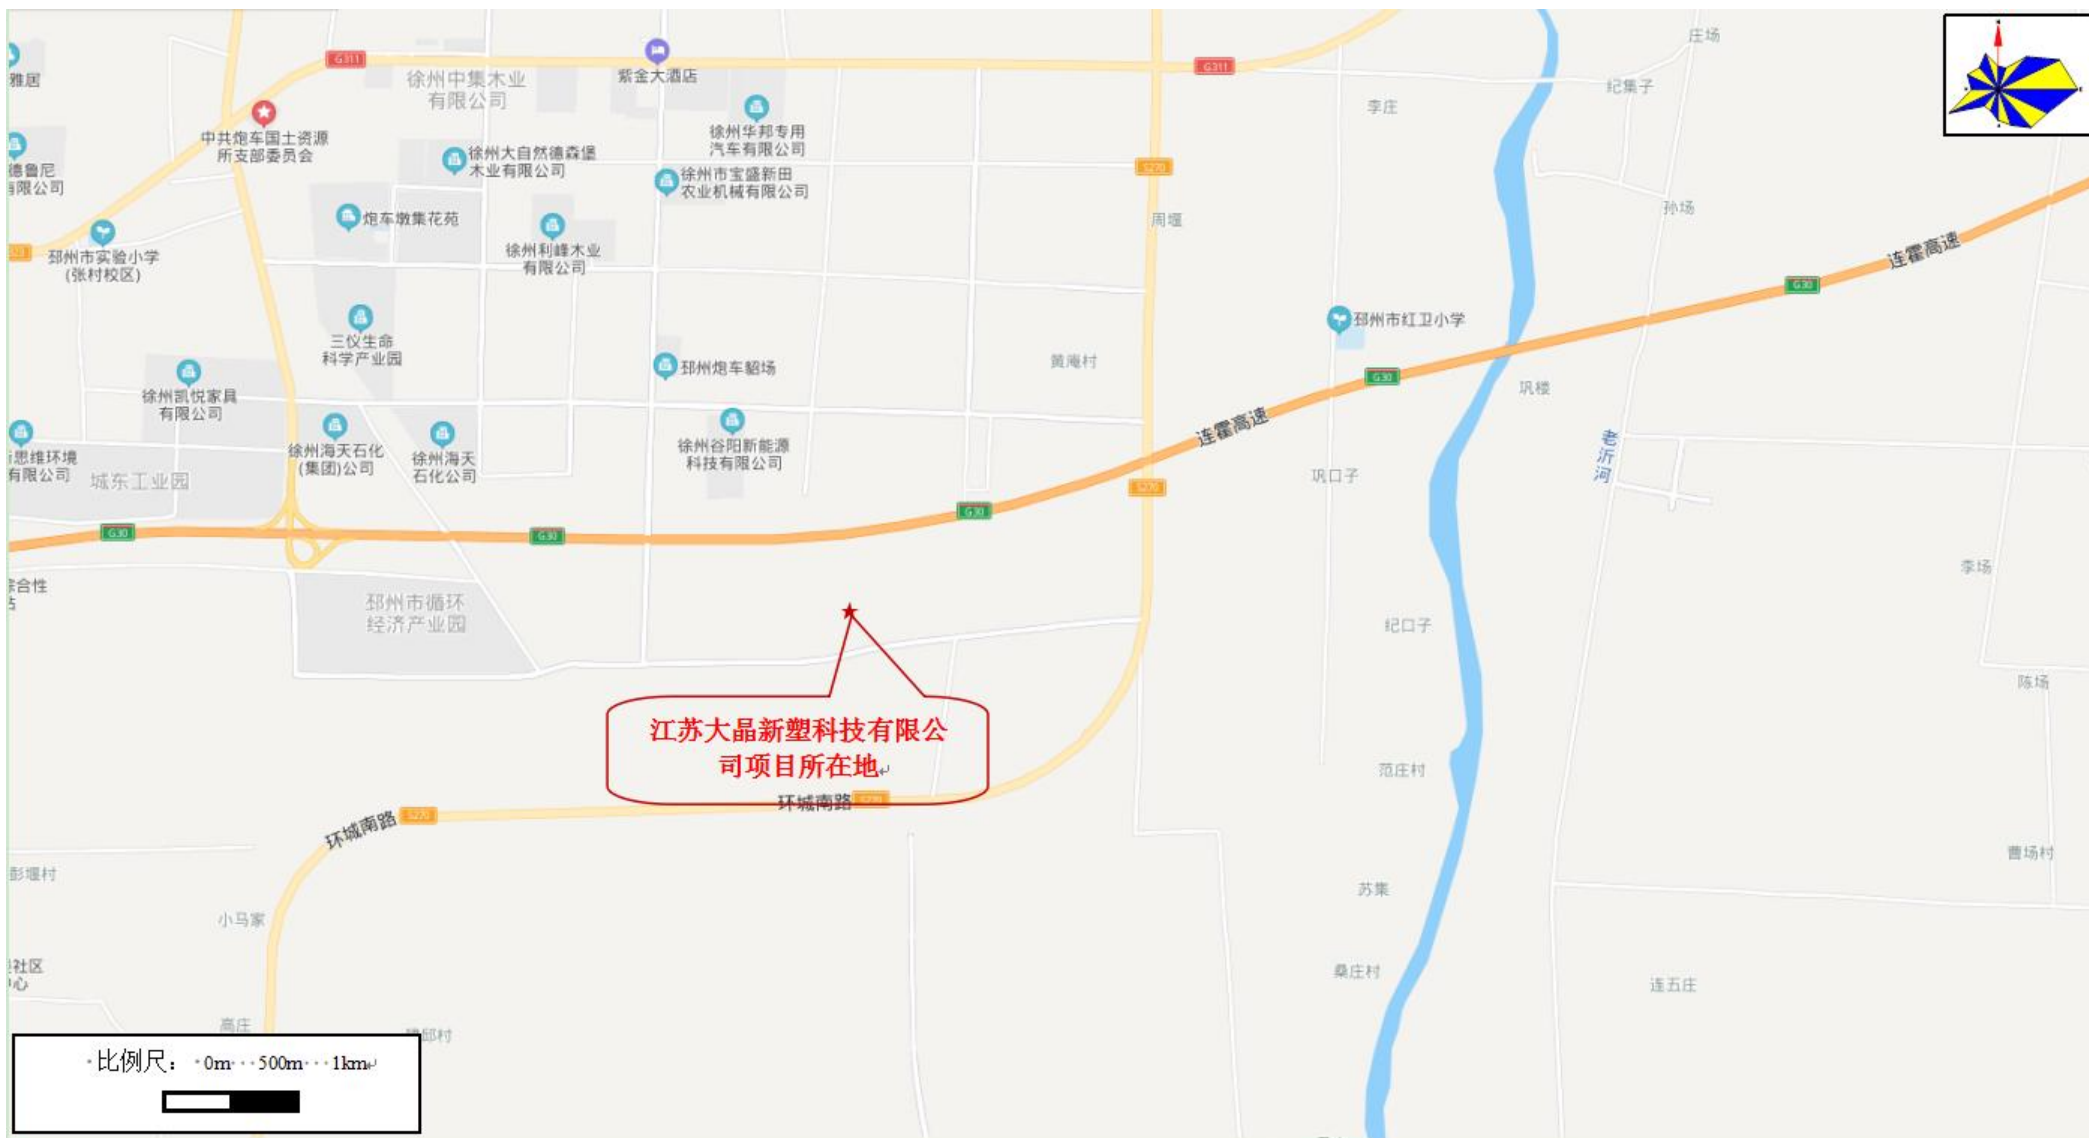 庄场
G311
紫金大酒店
G311
雅居
徐州中集木业
有限公司
纪集子
李庄
中共炮车国土资源
所支部委员会
徐州华邦专用
汽车有限公司
徐州大自然德森堡
木业有限公司
S270
德鲁尼
有限公司
徐州市宝盛新田
农业机械有限公司
孙场
炮车墩集花苑
周堰
徐州利峰木业
有限公司
连霍高速
邳州市实验小学
(张村校区)
G30
邳州市红卫小学
三仪生命
科学产业园
黄庵村
邳州炮车貂场
G30
巩楼
徐州凯悦家具
有限公司
连霍高速
徐州海天石化
(集团)公司
徐州海天
石化公司
徐州谷阳新能源
科技有限公司
老沂河
思维环境
有限公司
城东工业园
巩口子
S270
G30
G30
G30
李场
综合性
邳州市循环
经济产业园
纪口子
陈场
江苏大晶新塑科技有限公
司项目所在地
范庄村
环城南路
S270
环城南路
曹场村
彭堰村
苏集
小马家
社区
中心
桑庄村
连五庄
高庄
邱村
比例尺： 0m 500m 1km